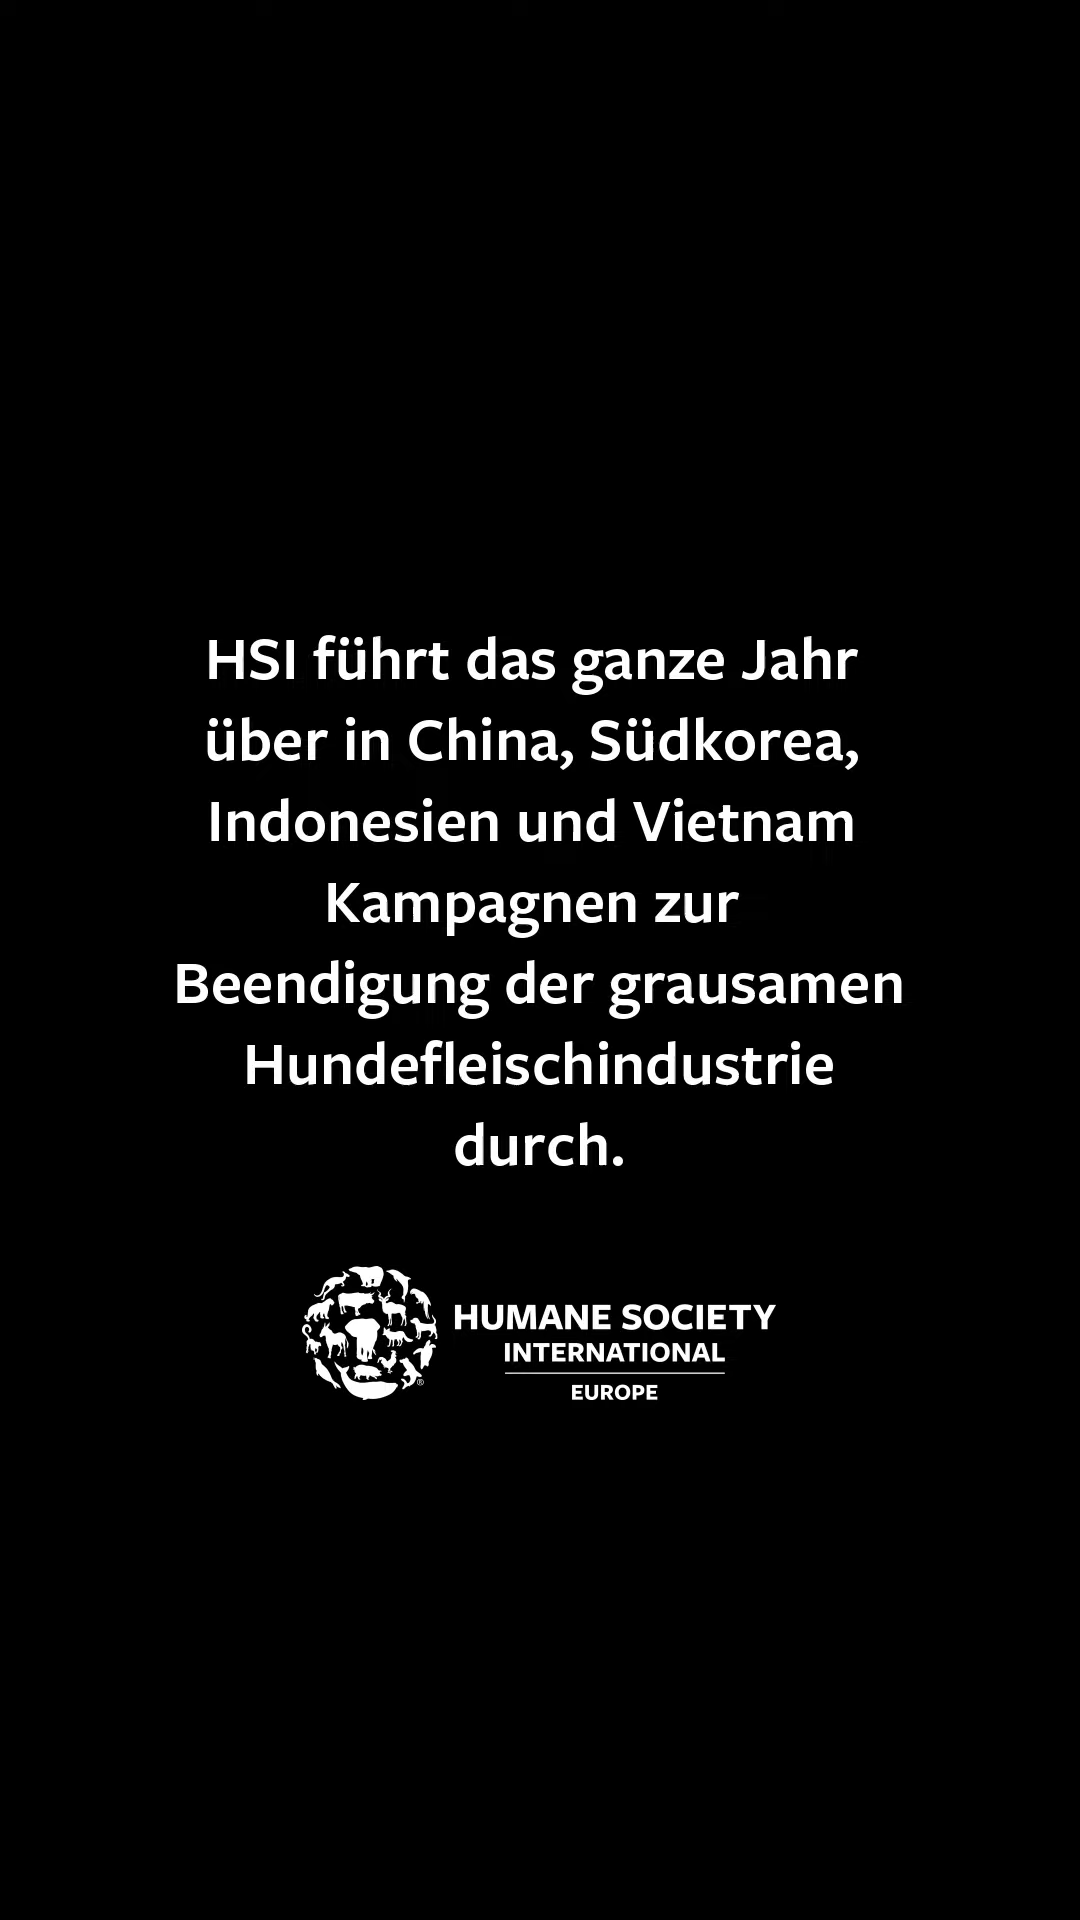 HSI führt das ganze Jahr
über in China, Südkorea,
Indonesien und Vietnam
Kampagnen zur
Beendigung der grausamen
Hundefleischindustrie
durch.
HUMANE SOCIETY
INTERNATIONAL
EUROPE
®